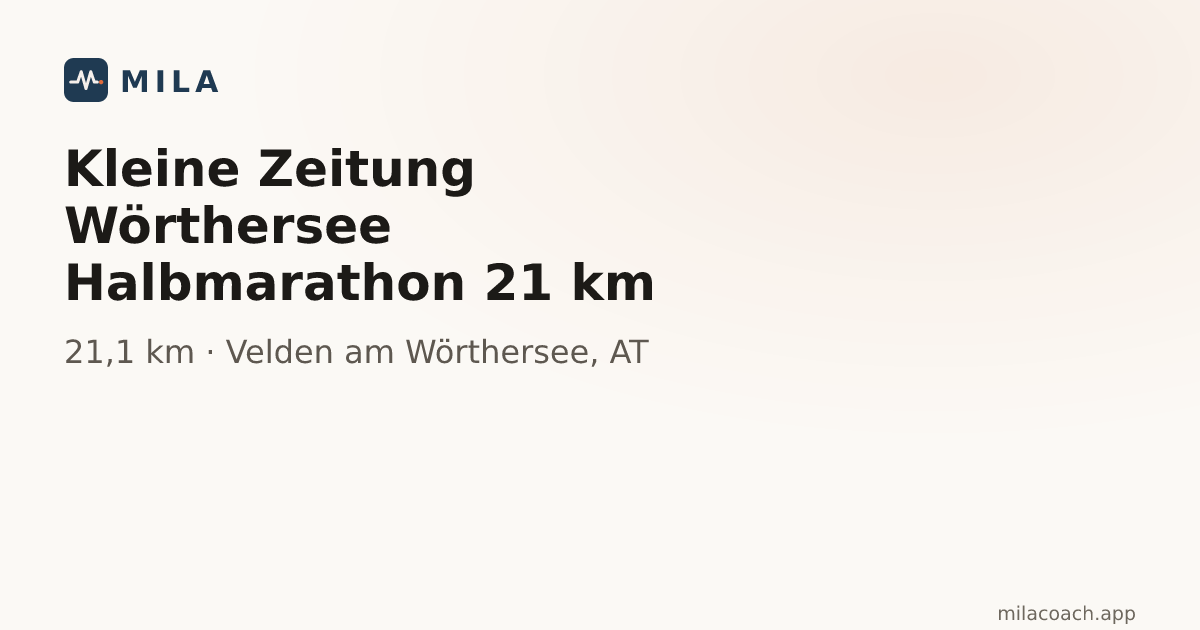 MILA
Kleine Zeitung
Wörthersee
Halbmarathon 21 km
21,1 km · Velden am Wörthersee, AT
milacoach.app